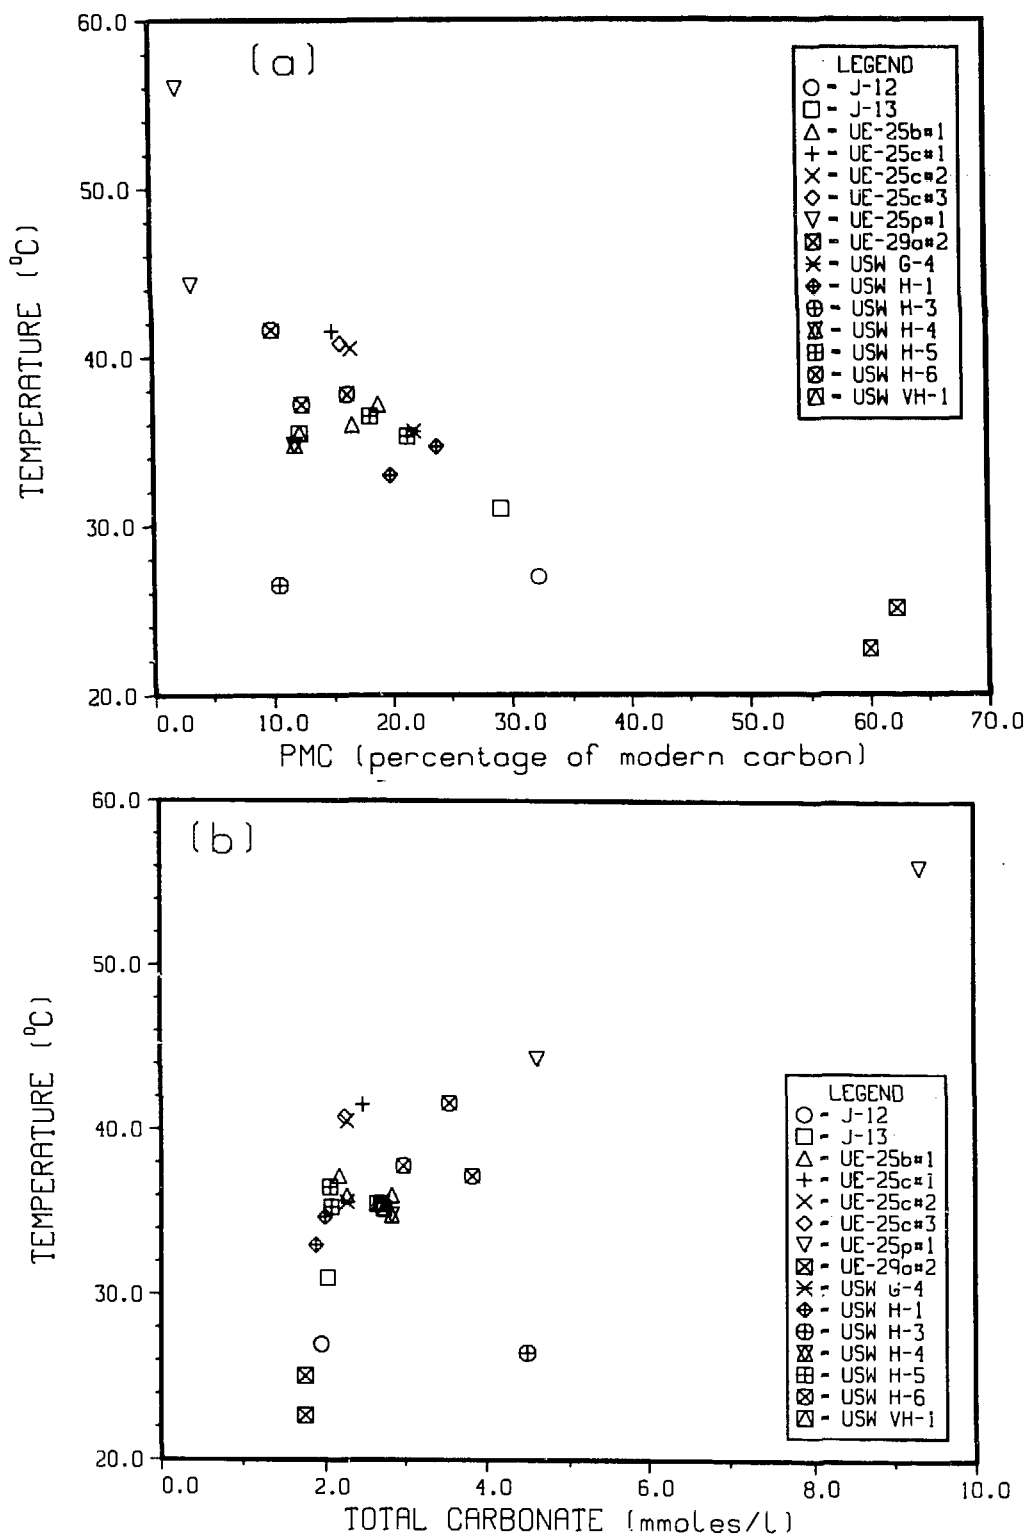 60.0
(a)
LEGEND
○ - J-12
□ - J-13
△ - UE-25b#1
+ - UE-25c#1
× - UE-25c#2
◇ - UE-25c#3
▽ - UE-25p#1
⊠ - UE-29a#2
⚹ - USW G-4
- USW H-1
⊕ - USW H-3
- USW H-4
⊞ - USW H-5
⊗ - USW H-6
- USW VH-1
50.0
40.0
30.0
20.0
TEMPERATURE (⁰C)
0.0 10.0 20.0 30.0 40.0 50.0 60.0 70.0
PMC (percentage of modern carbon)
60.0
(b)
50.0
40.0
30.0
20.0
TEMPERATURE (⁰C)
LEGEND
○ - J-12
□ - J-13
△ - UE-25b#1
+ - UE-25c#1
× - UE-25c#2
◇ - UE-25c#3
▽ - UE-25p#1
⊠ - UE-29a#2
⚹ - USW G-4
- USW H-1
⊕ - USW H-3
- USW H-4
⊞ - USW H-5
⊗ - USW H-6
- USW VH-1
0.0 2.0 4.0 6.0 8.0 10.0
TOTAL CARBONATE (mmoles/l)